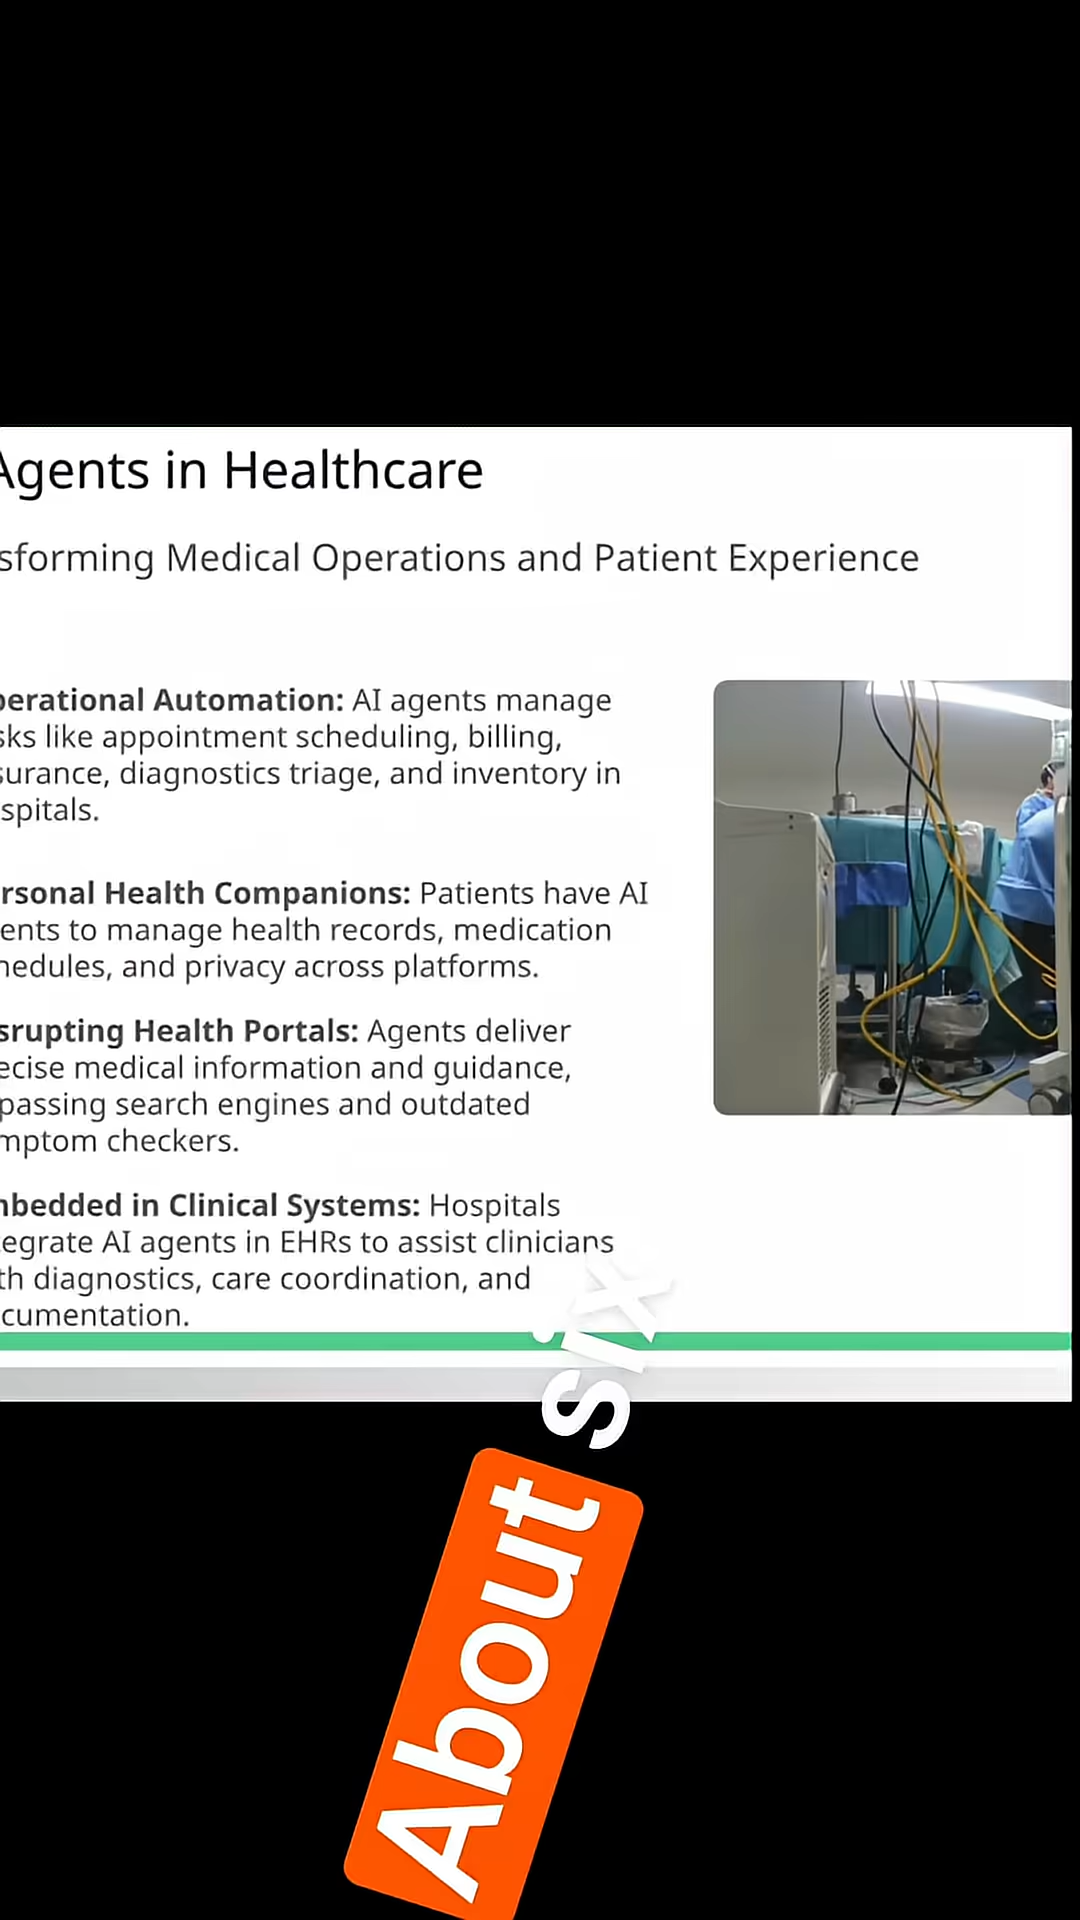 Agents in Healthcare
sforming Medical Operations and Patient Experience
perational Automation: AI agents manage
sks like appointment scheduling, billing,
surance, diagnostics triage, and inventory in
spitals.
rsonal Health Companions: Patients have AI
ents to manage health records, medication
hedules, and privacy across platforms.
srupting Health Portals: Agents deliver
ecise medical information and guidance,
passing search engines and outdated
mptom checkers.
mbedded in Clinical Systems: Hospitals
egrate AI agents in EHRs to assist clinicians
th diagnostics, care coordination, and
cumentation.
About six